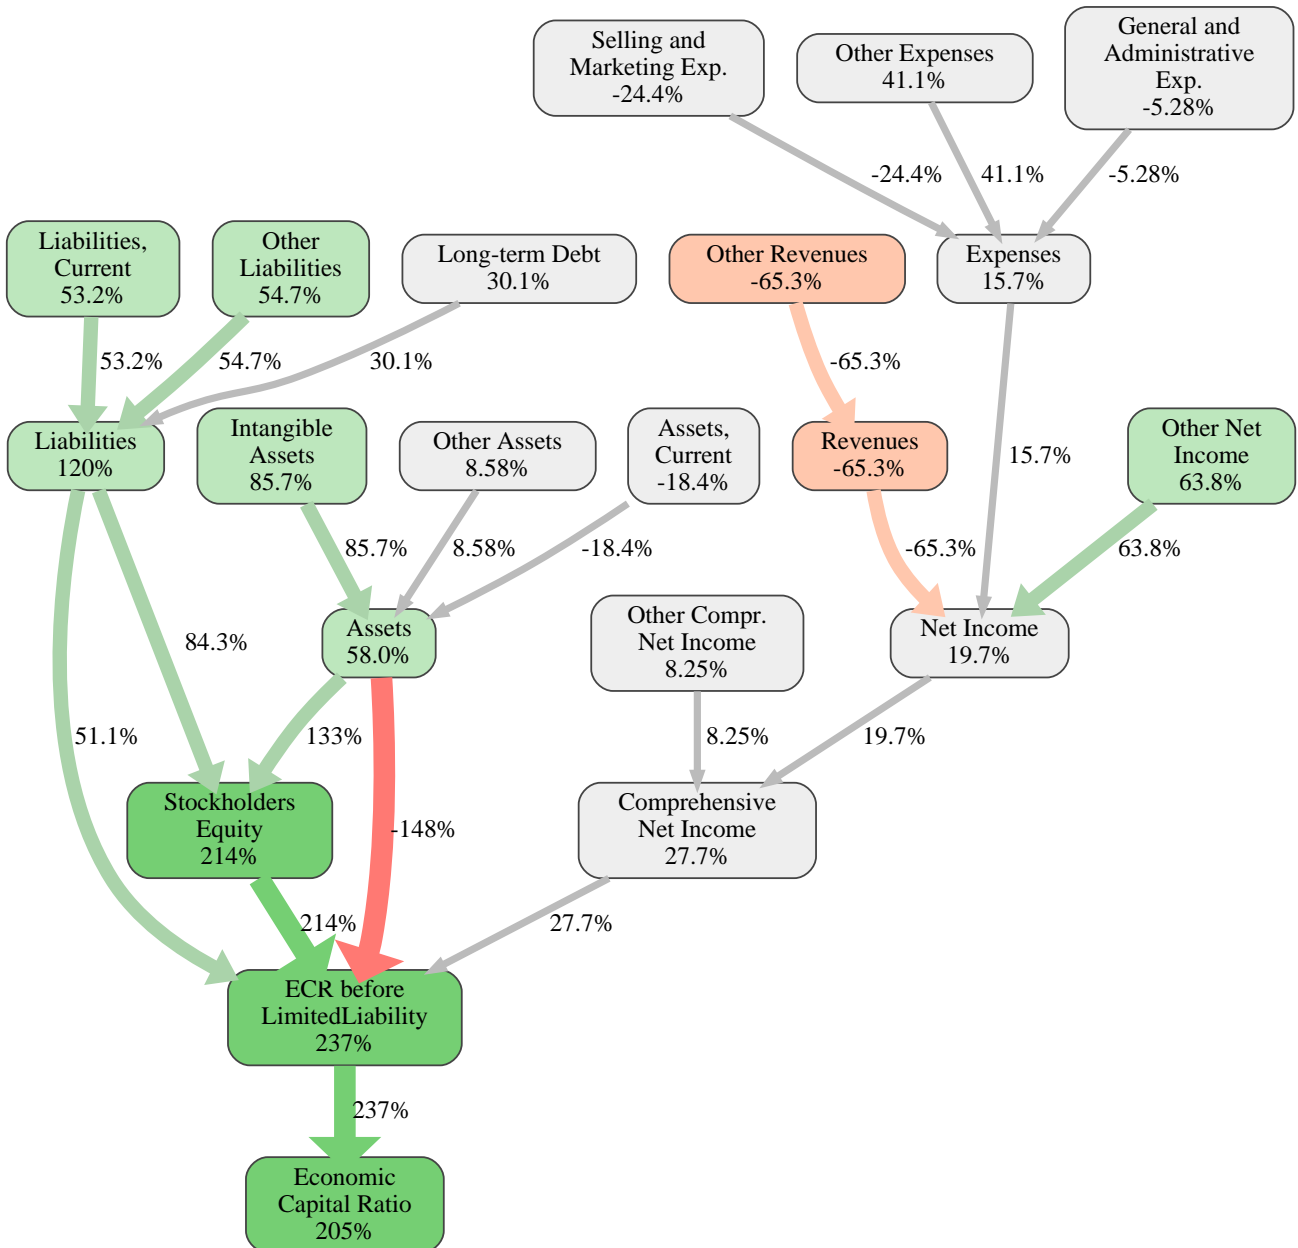 Selling and
Marketing Exp.
-24.4%
Other Expenses
41.1%
General and
Administrative
Exp.
-5.28%
-24.4%
41.1%
-5.28%
Liabilities,
Current
53.2%
Other
Liabilities
54.7%
Long-term Debt
30.1%
Other Revenues
-65.3%
Expenses
15.7%
53.2%
54.7%
30.1%
-65.3%
15.7%
Liabilities
120%
Intangible
Assets
85.7%
Other Assets
8.58%
Assets,
Current
-18.4%
Revenues
-65.3%
Other Net
Income
63.8%
85.7%
8.58%
-18.4%
-65.3%
63.8%
84.3%
Assets
58.0%
Other Compr.
Net Income
8.25%
Net Income
19.7%
51.1%
133%
-148%
8.25%
19.7%
Stockholders
Equity
214%
Comprehensive
Net Income
27.7%
214%
27.7%
ECR before
LimitedLiability
237%
237%
Economic
Capital Ratio
205%